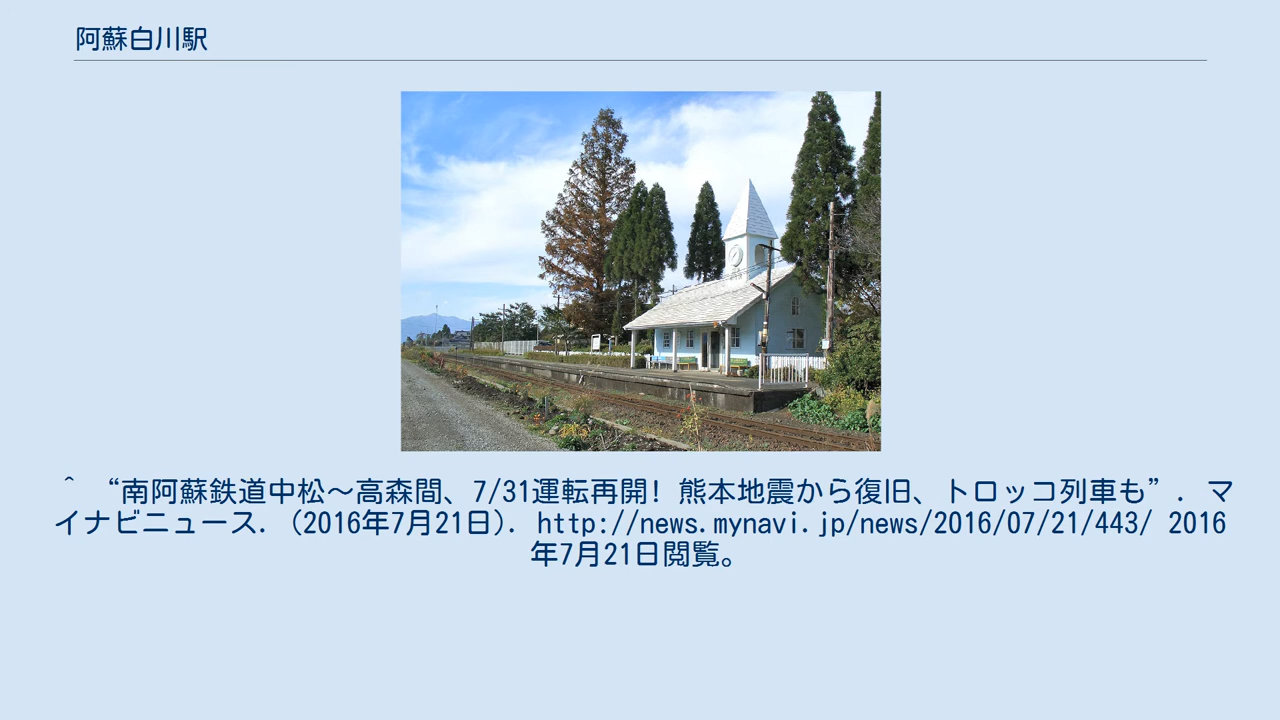 阿蘇白川駅
^ “南阿蘇鉄道中松～高森間、7/31運転再開! 熊本地震から復旧、トロッコ列車も”. マ
イナビニュース. (2016年7月21日). http://news.mynavi.jp/news/2016/07/21/443/ 2016
年7月21日閲覧。